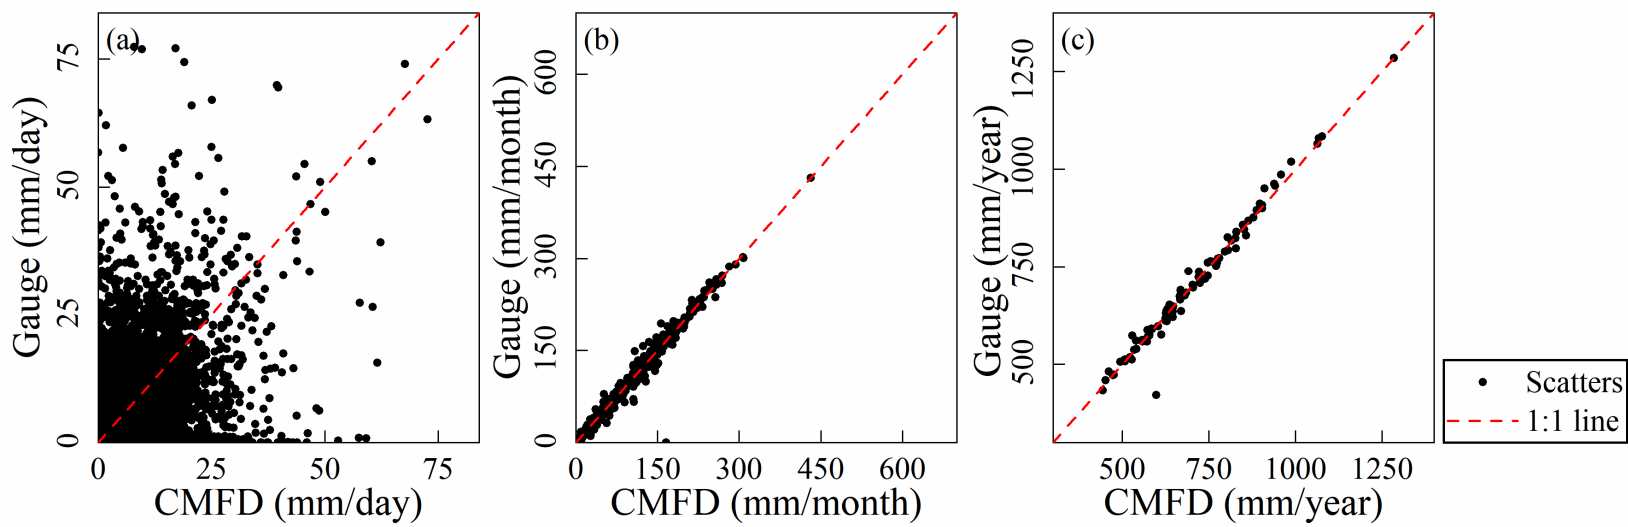 (a)
75
50
25
0
Gauge (mm/day)
0 25 50 75
CMFD (mm/day)
(b)
600
450
300
150
0
Gauge (mm/month)
0 150 300 450 600
CMFD (mm/month)
(c)
1250
1000
750
500
Gauge (mm/year)
500 750 1000 1250
CMFD (mm/year)
Scatters
1:1 line